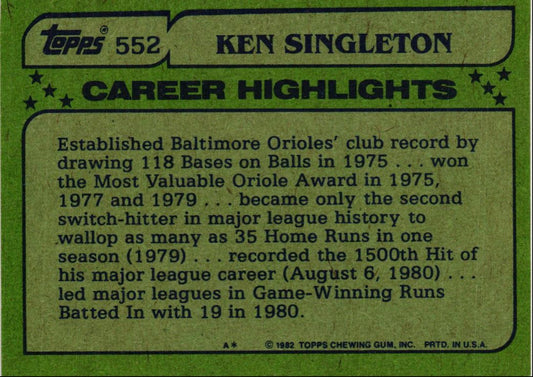 TOPPS® 552 KEN SINGLETON
CAREER HIGHLIGHTS
Established Baltimore Orioles' club record by
drawing 118 Bases on Balls in 1975 . . . won
the Most Valuable Oriole Award in 1975,
1977 and 1979 . . . became only the second
switch-hitter in major league history to
wallop as many as 35 Home Runs in one
season (1979) . . . recorded the 1500th Hit of
his major league career (August 6, 1980) . . .
led major leagues in Game-Winning Runs
Batted In with 19 in 1980.
A* © 1982 TOPPS CHEWING GUM, INC. PRTD. IN U.S.A.